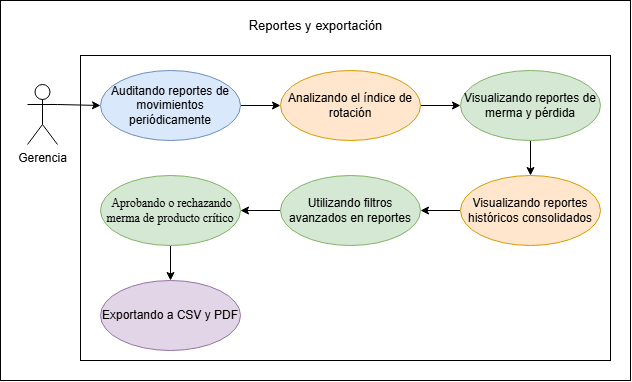 Reportes y exportación
Gerencia
Auditando reportes de
movimientos
periódicamente
Analizando el índice de
rotación
Visualizando reportes de
merma y pérdida
Visualizando reportes
históricos consolidados
Utilizando filtros
avanzados en reportes
Aprobando o rechazando
merma de producto crítico
Exportando a CSV y PDF